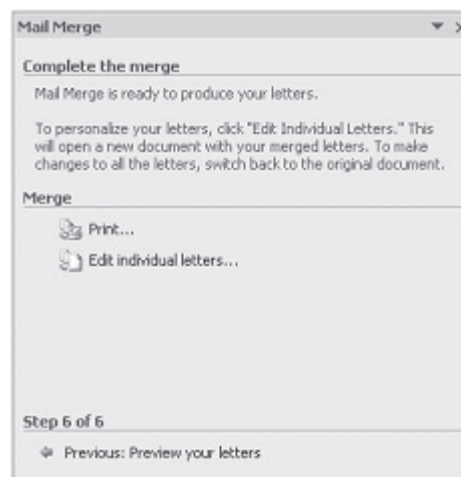 Mail Merge
Complete the merge
Mail Merge is ready to produce your letters.
To personalize your letters, click "Edit Individual Letters." This
will open a new document with your merged letters. To make
changes to all the letters, switch back to the original document.
Merge
Print...
Edit individual letters...
Step 6 of 6
Previous: Preview your letters